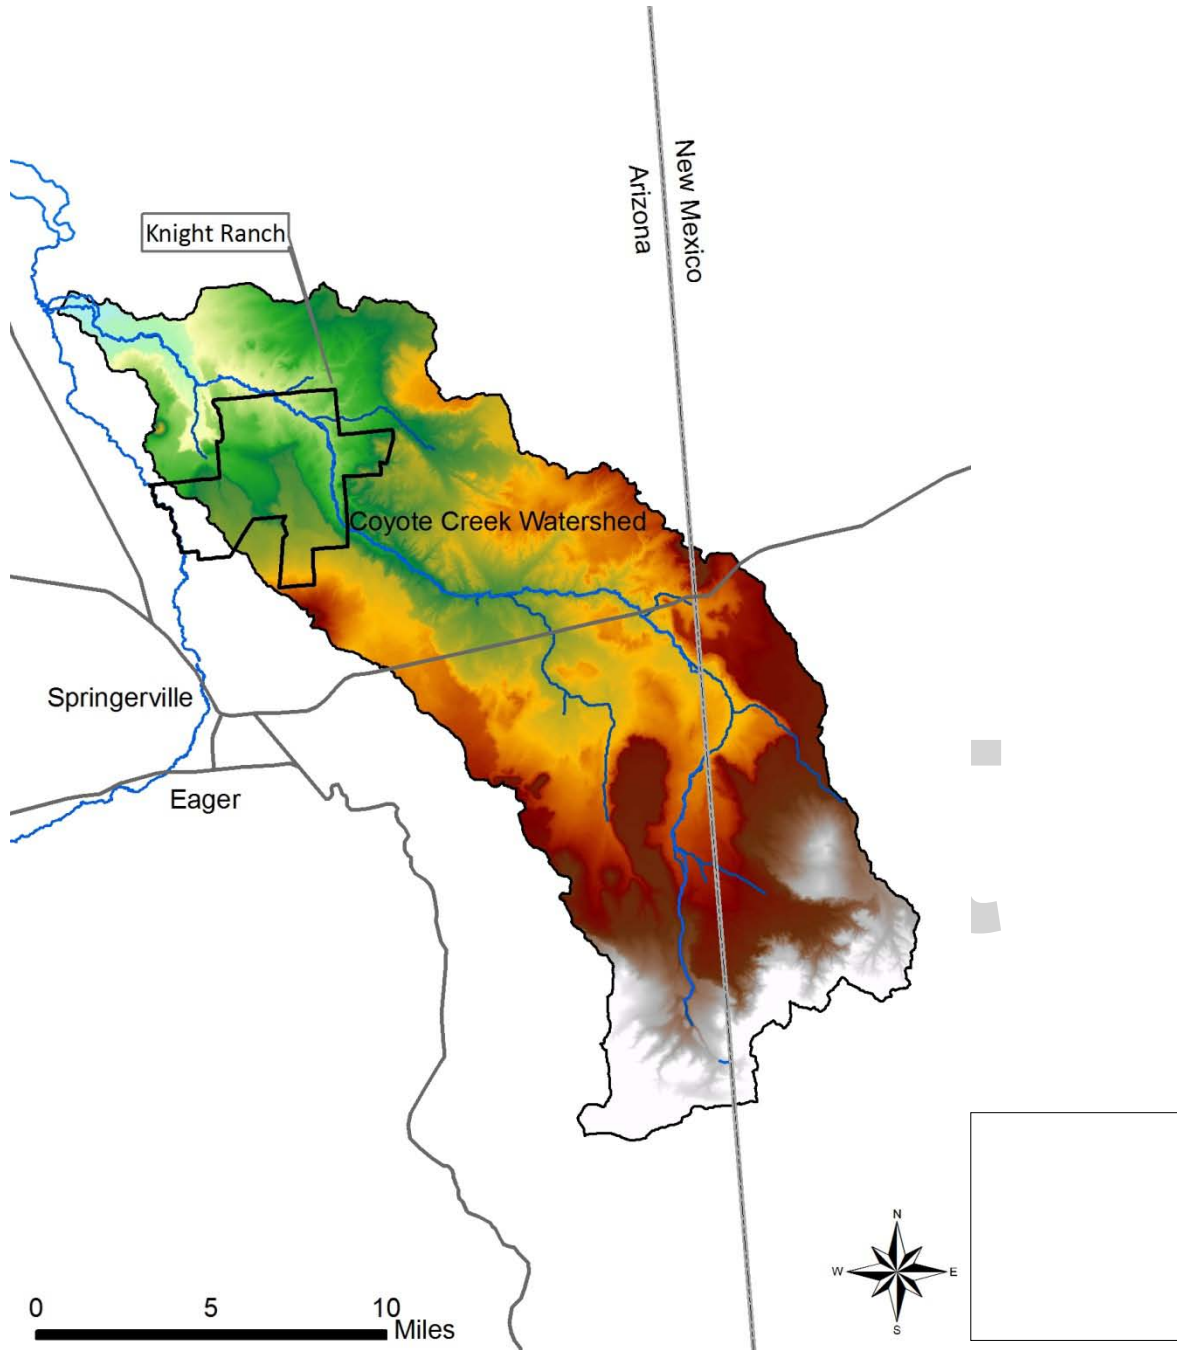 New Mexico
Arizona
Knight Ranch
Coyote Creek Watershed
Springerville
Eager
N
W
E
S
0
5
10
Miles